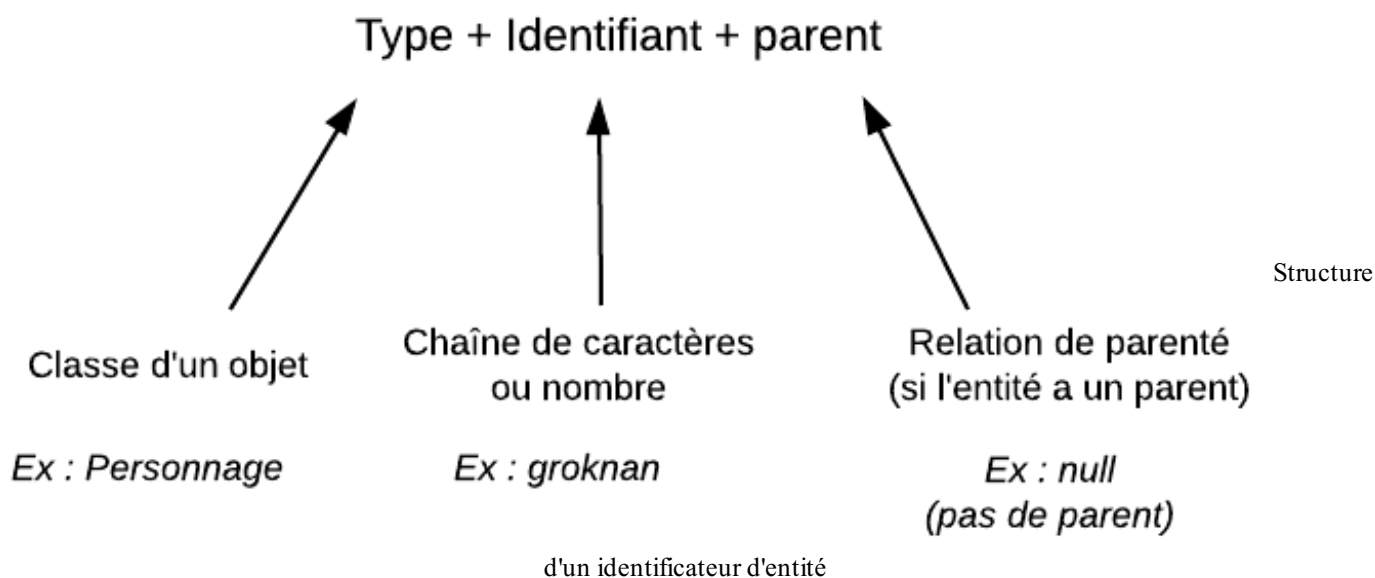 Type + Identifiant + parent
Structure
Classe d'un objet
Chaîne de caractères
ou nombre
Relation de parenté
(si l'entité a un parent)
Ex : Personnage
Ex : groknan
Ex : null
(pas de parent)
d'un identificateur d'entité